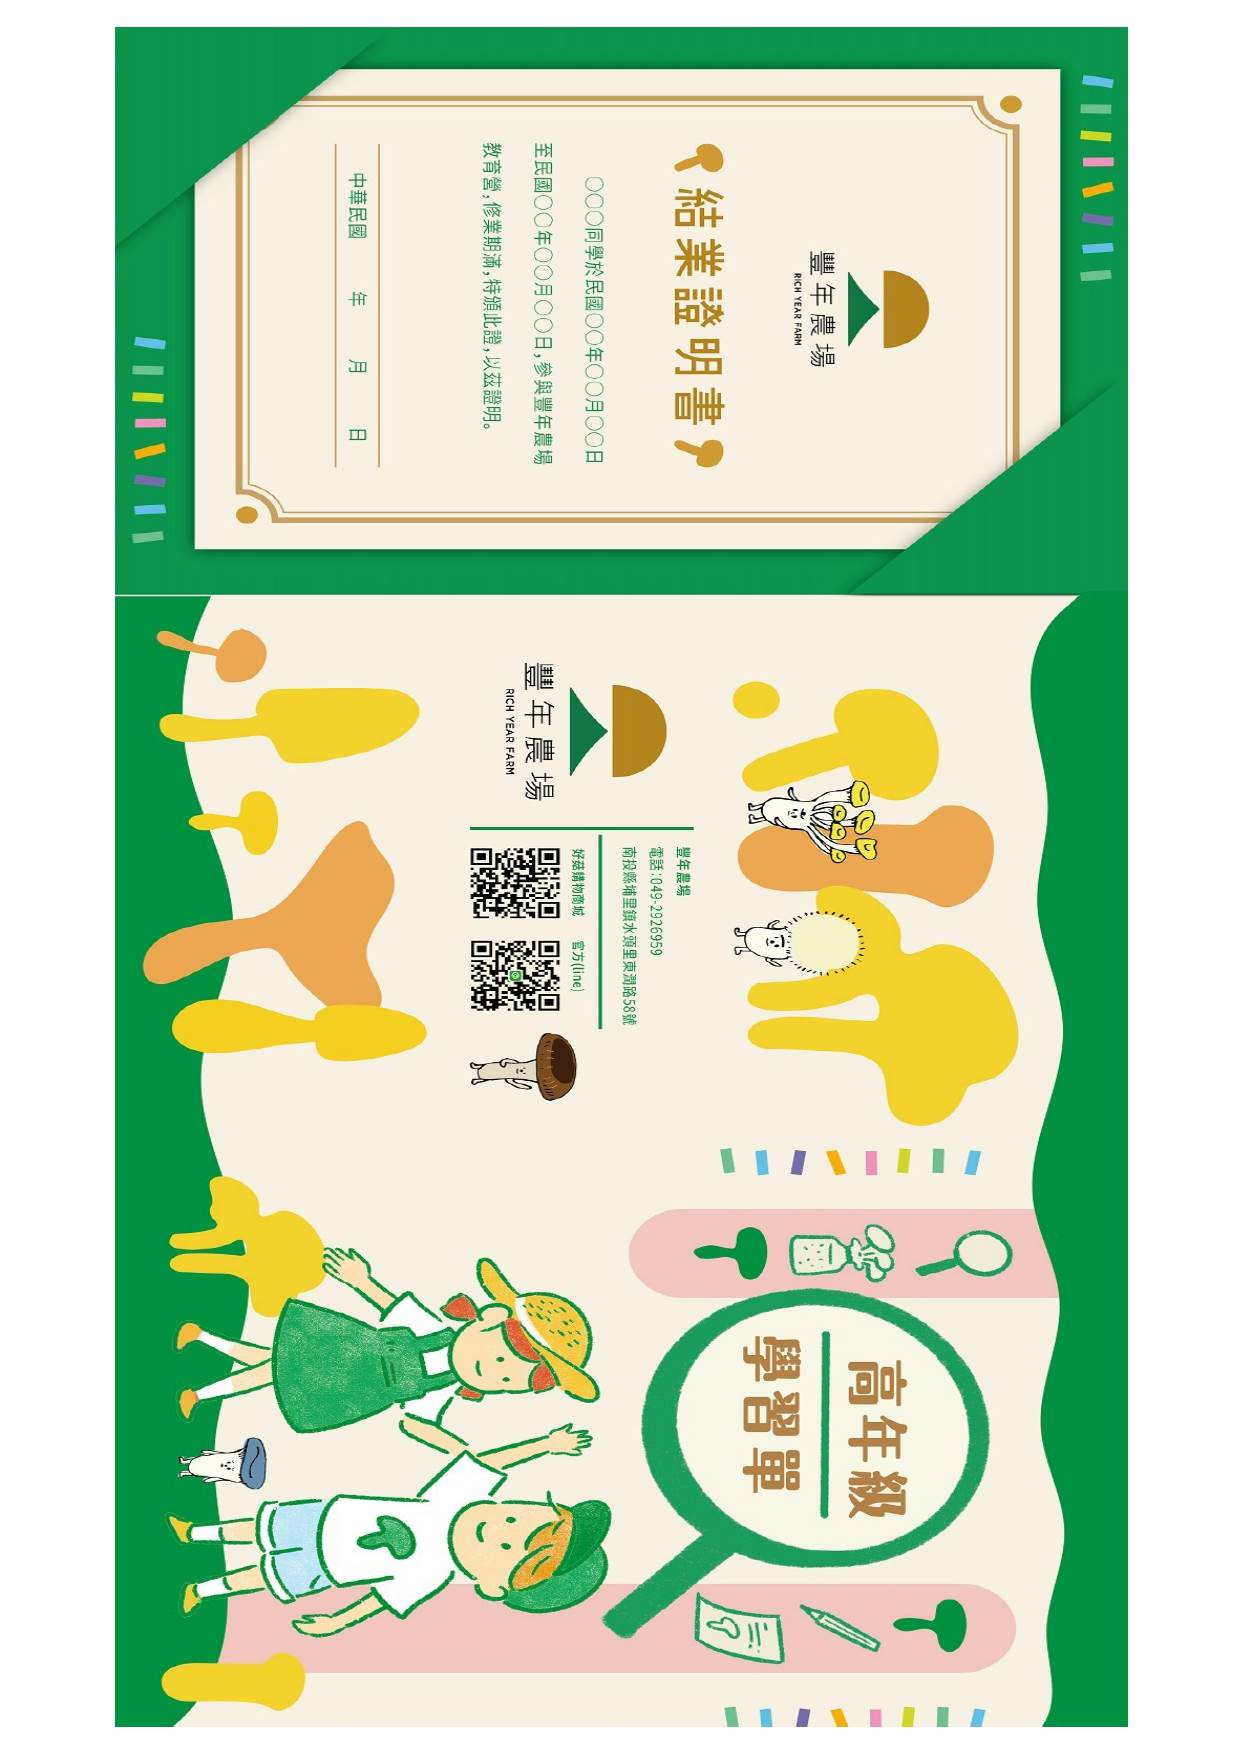 豐年農場
RICH YEAR FARM
結業證明書
〇〇〇同學於民國〇〇年〇〇月〇〇日
至民國〇〇年〇〇月〇〇日,參與豐年農場
教育營,修業期滿,特頒此證,以茲證明。
中華民國 年 月 日
豐年農場
RICH YEAR FARM
豐年農場
電話:049-2926959
南投縣埔里鎮水頭里東潤路58號
好菇購物商城
官方(line)
高年級
學習單